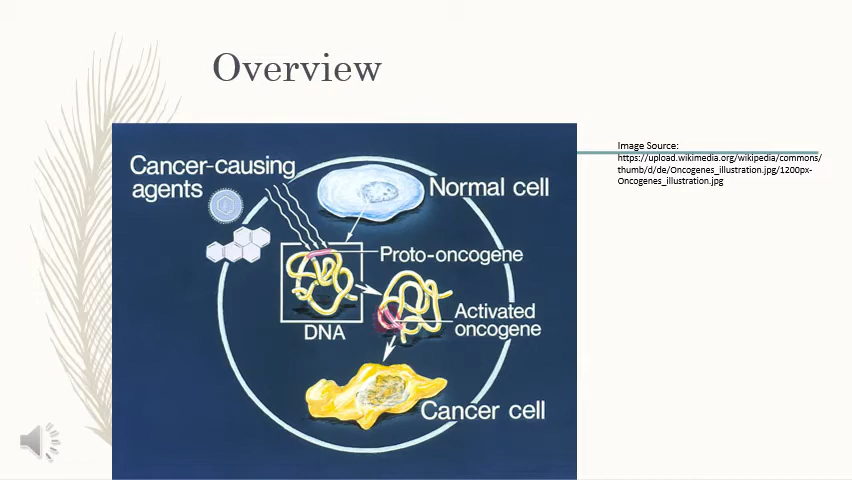 Overview
Cancer-causing
agents
Normal cell
Proto-oncogene
Activated
oncogene
DNA
Cancer cell
Image Source:
https://upload.wikimedia.org/wikipedia/commons/
thumb/d/de/Oncogenes_illustration.jpg/1200px-
Oncogenes_illustration.jpg